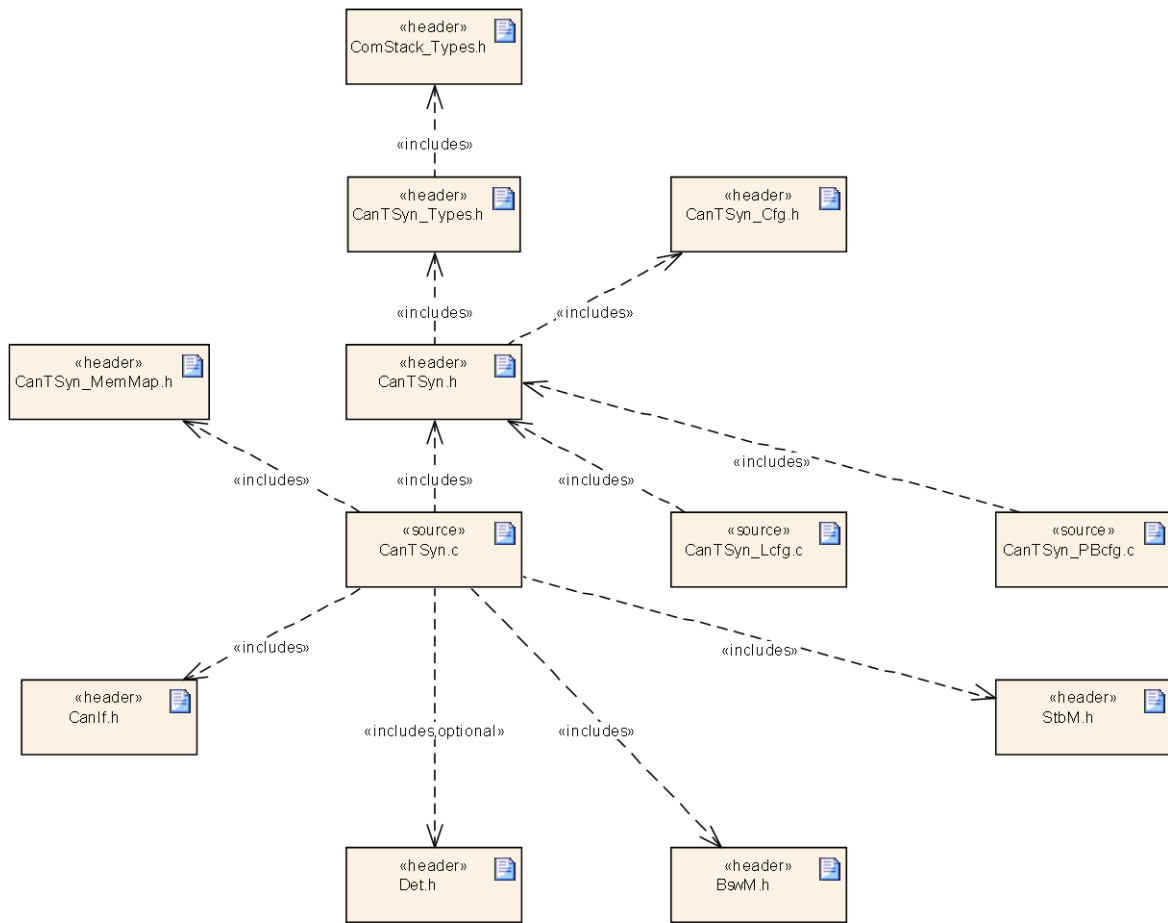 «header»
ComStack_Types.h
«includes»
«header»
CanTSyn_Types.h
«header»
CanTSyn_Cfg.h
«includes»
«includes»
«header»
CanTSyn_MemMap.h
«header»
CanTSyn.h
«includes»
«includes»
«includes»
«includes»
«source»
CanTSyn.c
«source»
CanTSyn_Lcfg.c
«source»
CanTSyn_PBcfg.c
«includes»
«includes»
«header»
CanIf.h
«header»
StbM.h
«includes optional»
«includes»
«header»
Det.h
«header»
BswM.h